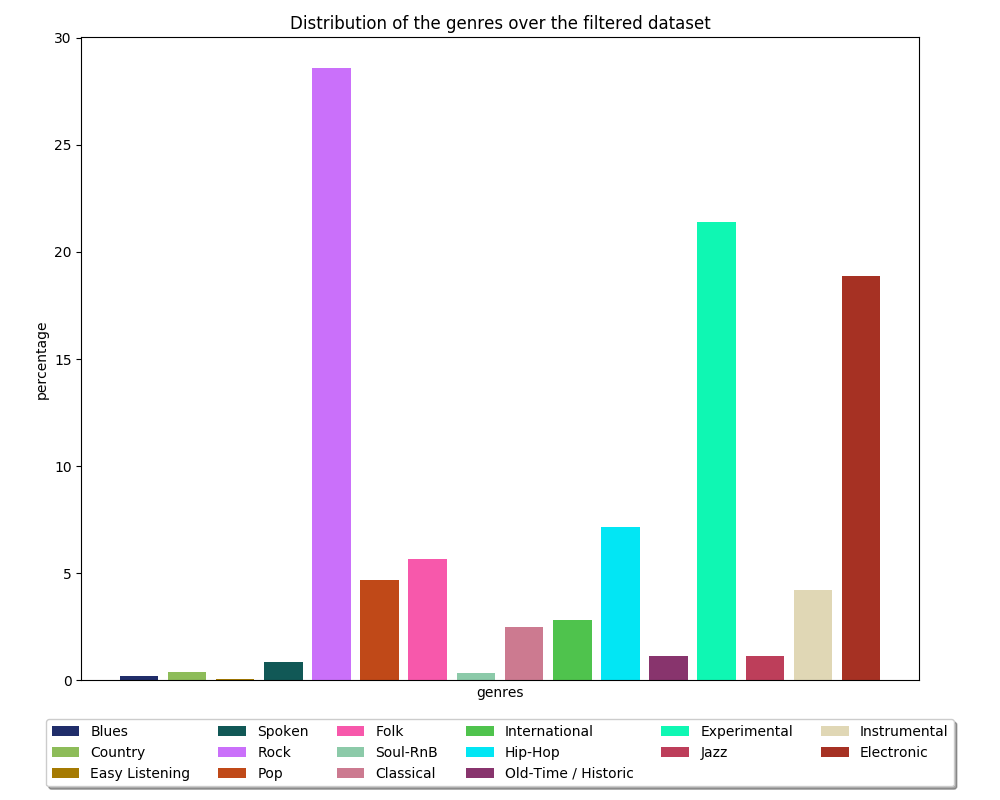 Distribution of the genres over the filtered dataset
30
25
20
15
10
5
0
percentage
genres
Blues Spoken Folk International Experimental Instrumental
Country Rock Soul-RnB Hip-Hop Jazz Electronic
Easy Listening Pop Classical Old-Time / Historic